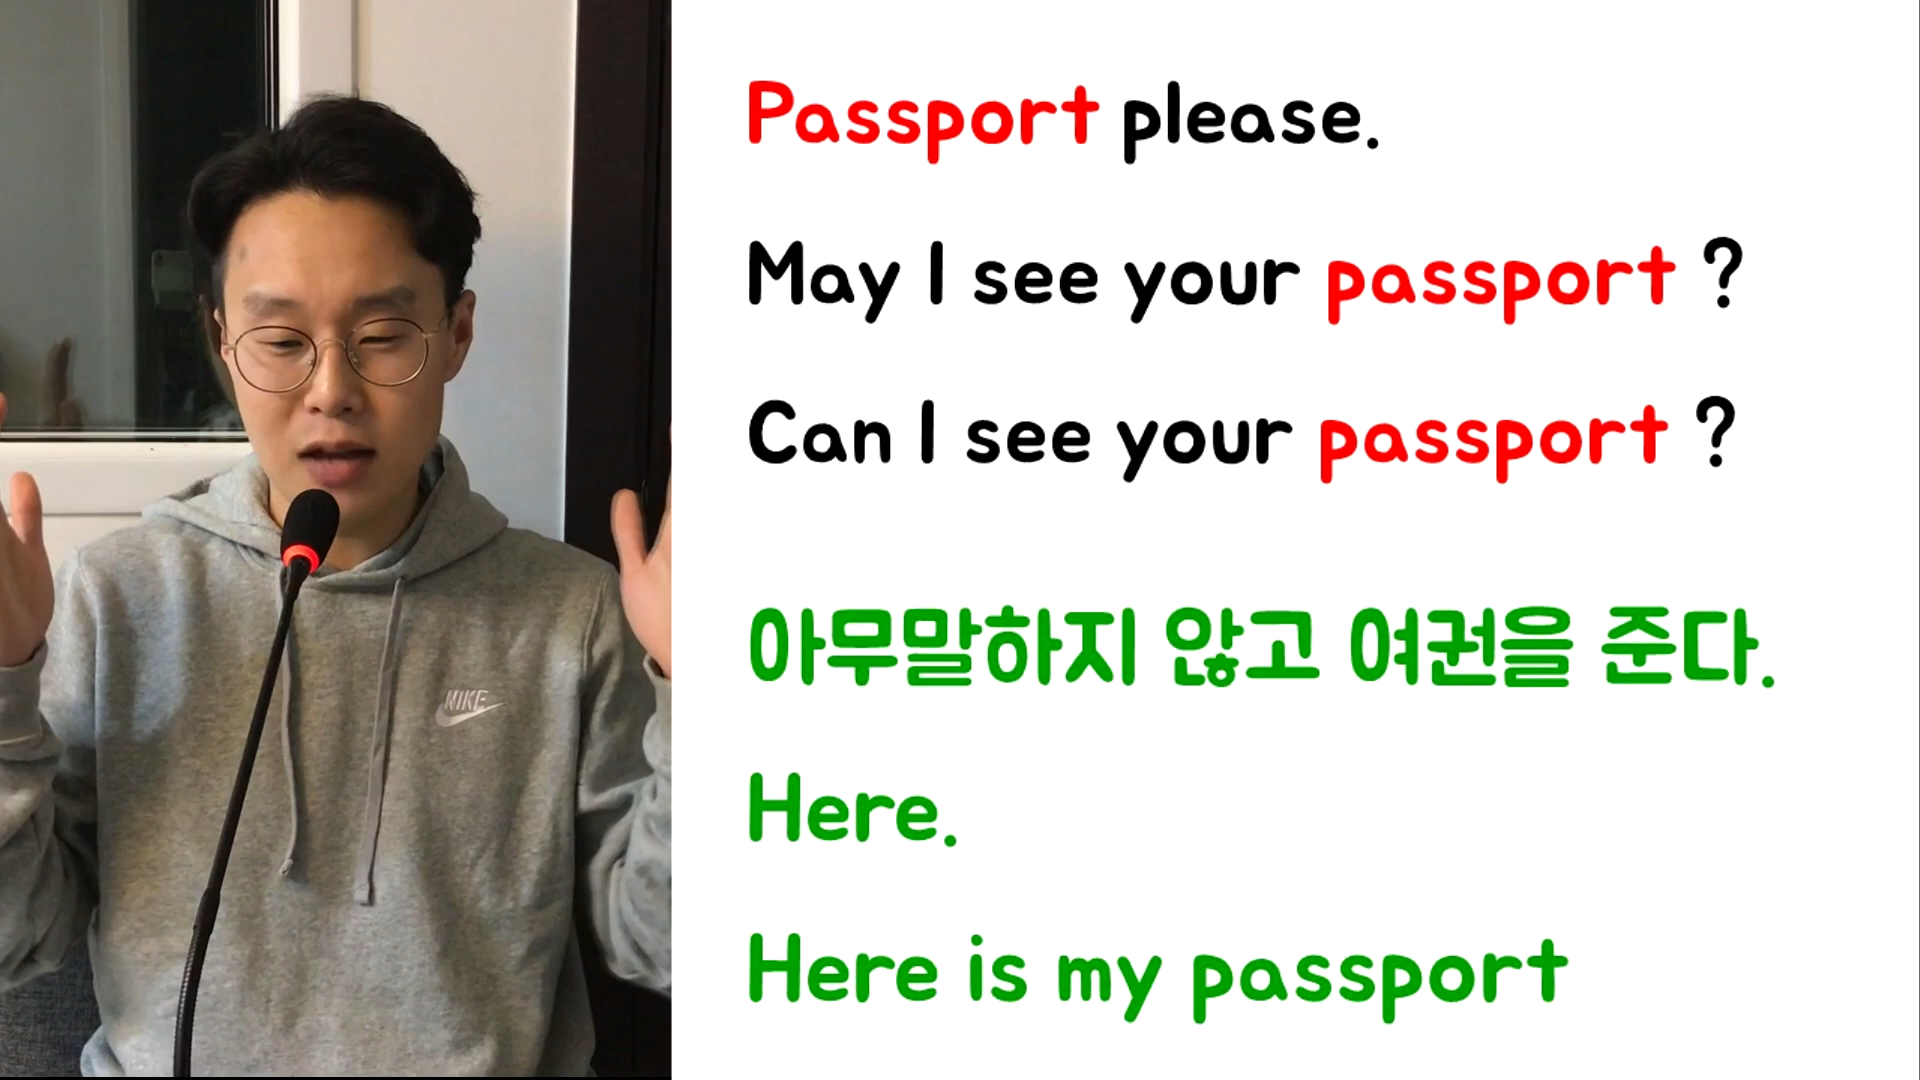 Passport please.
May I see your passport ?
Can I see your passport ?
아무말하지 않고 여권을 준다.
Here.
Here is my passport
NIKE